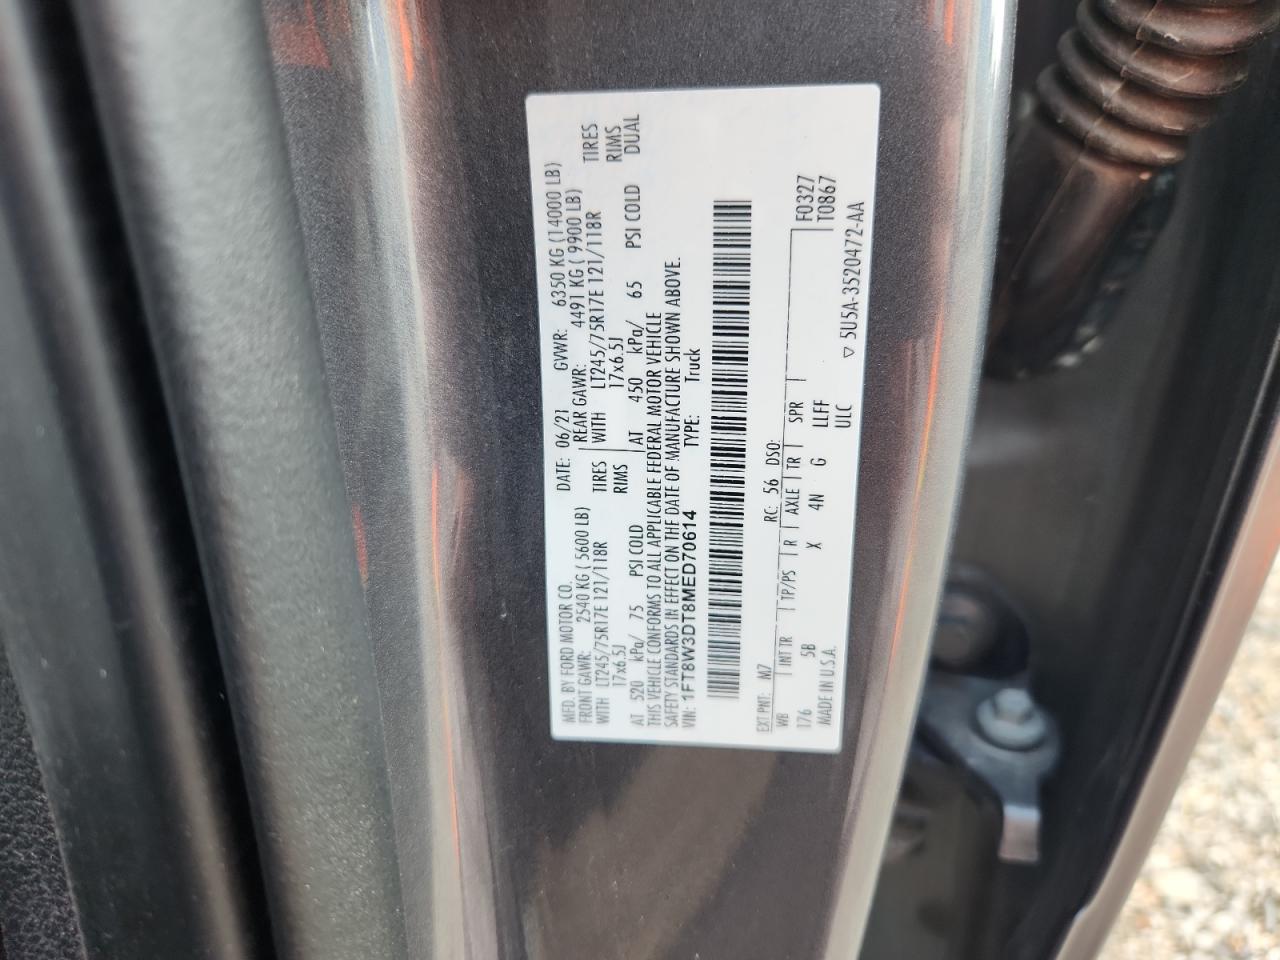 MFD. BY FORD MOTOR CO. DATE: 06/21 GVWR: 6350 KG (14000 LB)
FRONT GAWR: 2540 KG ( 5600 LB) REAR GAWR: 4491 KG ( 9900 LB)
WITH LT245/75R17E 121/118R TIRES WITH LT245/75R17E 121/118R TIRES
17x6.5J RIMS 17x6.5J RIMS
AT 520 kPa/ 75 PSI COLD AT 450 kPa/ 65 PSI COLD DUAL
THIS VEHICLE CONFORMS TO ALL APPLICABLE FEDERAL MOTOR VEHICLE
SAFETY STANDARDS IN EFFECT ON THE DATE OF MANUFACTURE SHOWN ABOVE.
VIN: 1FT8W3DT8MED70614 TYPE: Truck
EXT PNT: M7 RC: 56 DSO:
WB INT TR TP/PS R AXLE TR SPR F0327
176 5B X 4N G LLFF T0867
MADE IN U.S.A. ULC ▽ 5U5A-3520472-AA